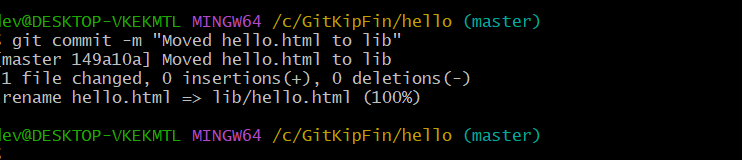 dev@DESKTOP-VKEKMTL MINGW64 /c/GitKipFin/hello (master)
$ git commit -m "Moved hello.html to lib"
[master 149a10a] Moved hello.html to lib
1 file changed, 0 insertions(+), 0 deletions(-)
rename hello.html => lib/hello.html (100%)
dev@DESKTOP-VKEKMTL MINGW64 /c/GitKipFin/hello (master)